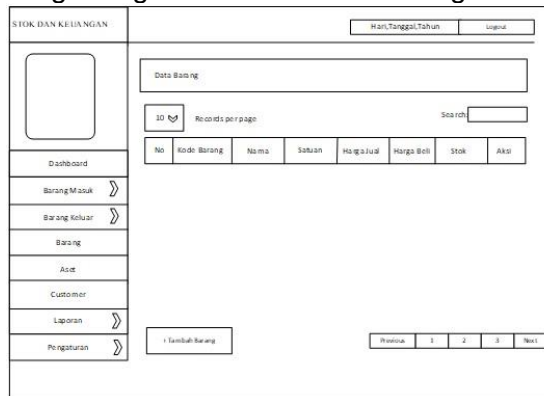 STOK DAN KEUANGAN
Hari,Tanggal,Tahun
Logout
Data Barang
10
Records per page
Search:
No Kode Barang Nama Satuan Harga Jual Harga Beli Stok Aksi
Dashboard
Barang Masuk
Barang Keluar
Barang
Aset
Customer
Laporan
Pengaturan
+ Tambah Barang
Previous 1 2 3 Next